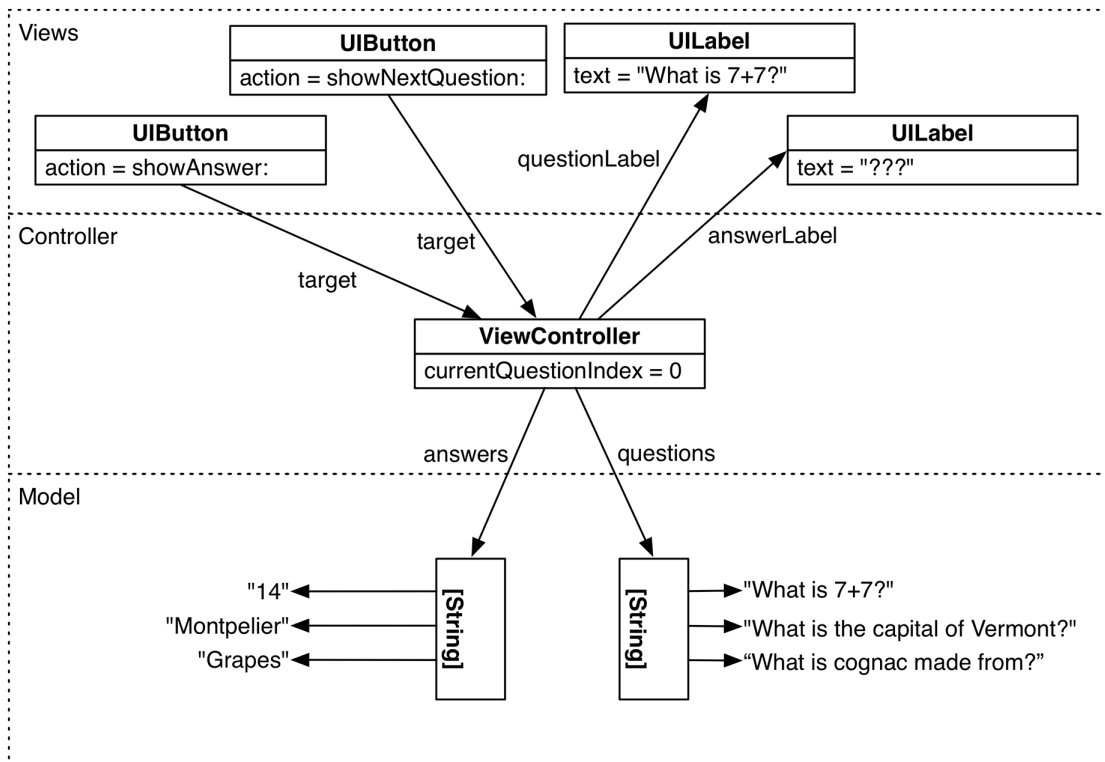 Views
UIButton
action = showNextQuestion:
UILabel
text = "What is 7+7?"
UIButton
action = showAnswer:
UILabel
text = "???"
questionLabel
Controller
target
answerLabel
target
ViewController
currentQuestionIndex = 0
answers
questions
Model
[String]
[String]
"14"
"What is 7+7?"
"Montpelier"
"What is the capital of Vermont?"
"Grapes"
“What is cognac made from?”